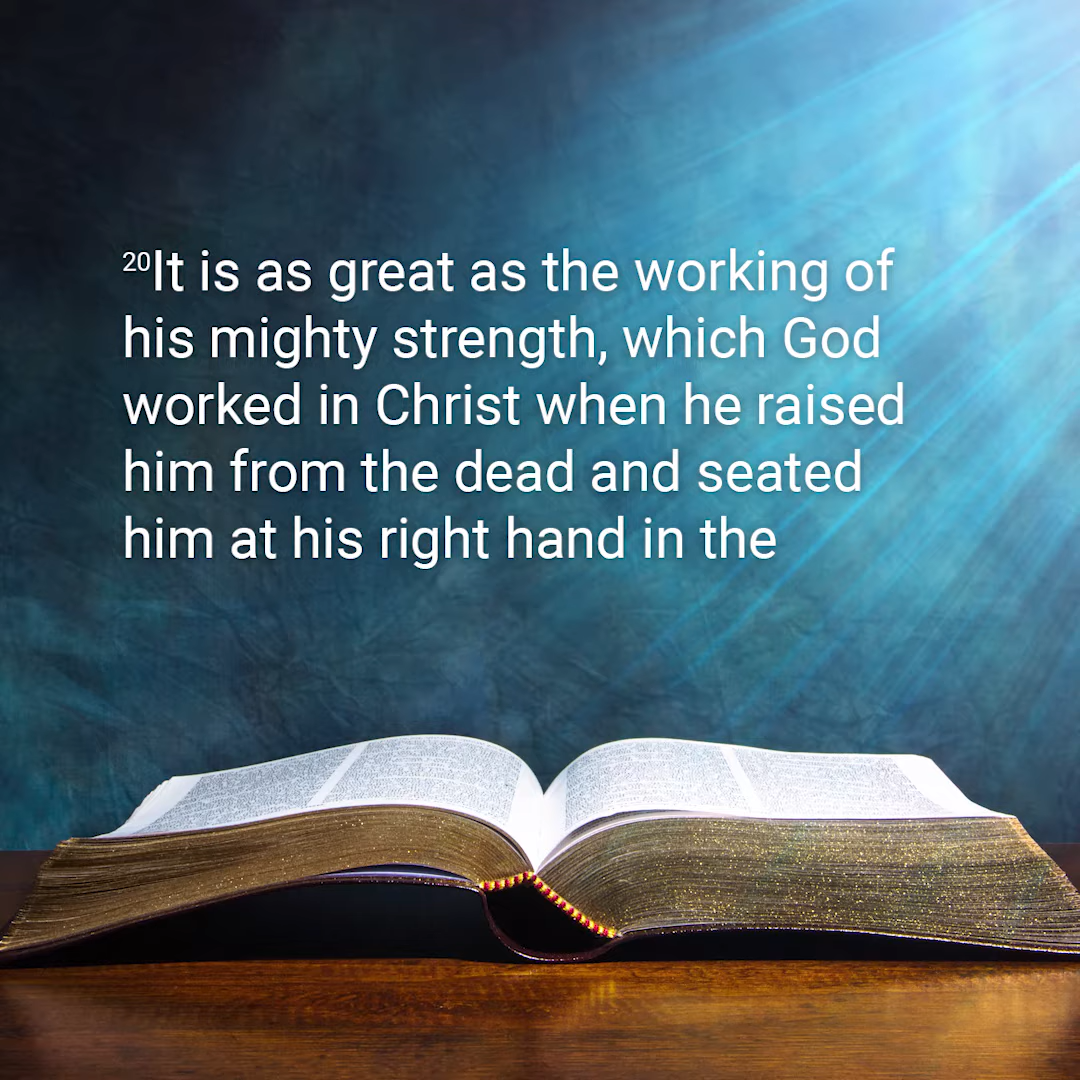 20It is as great as the working of
his mighty strength, which God
worked in Christ when he raised
him from the dead and seated
him at his right hand in the